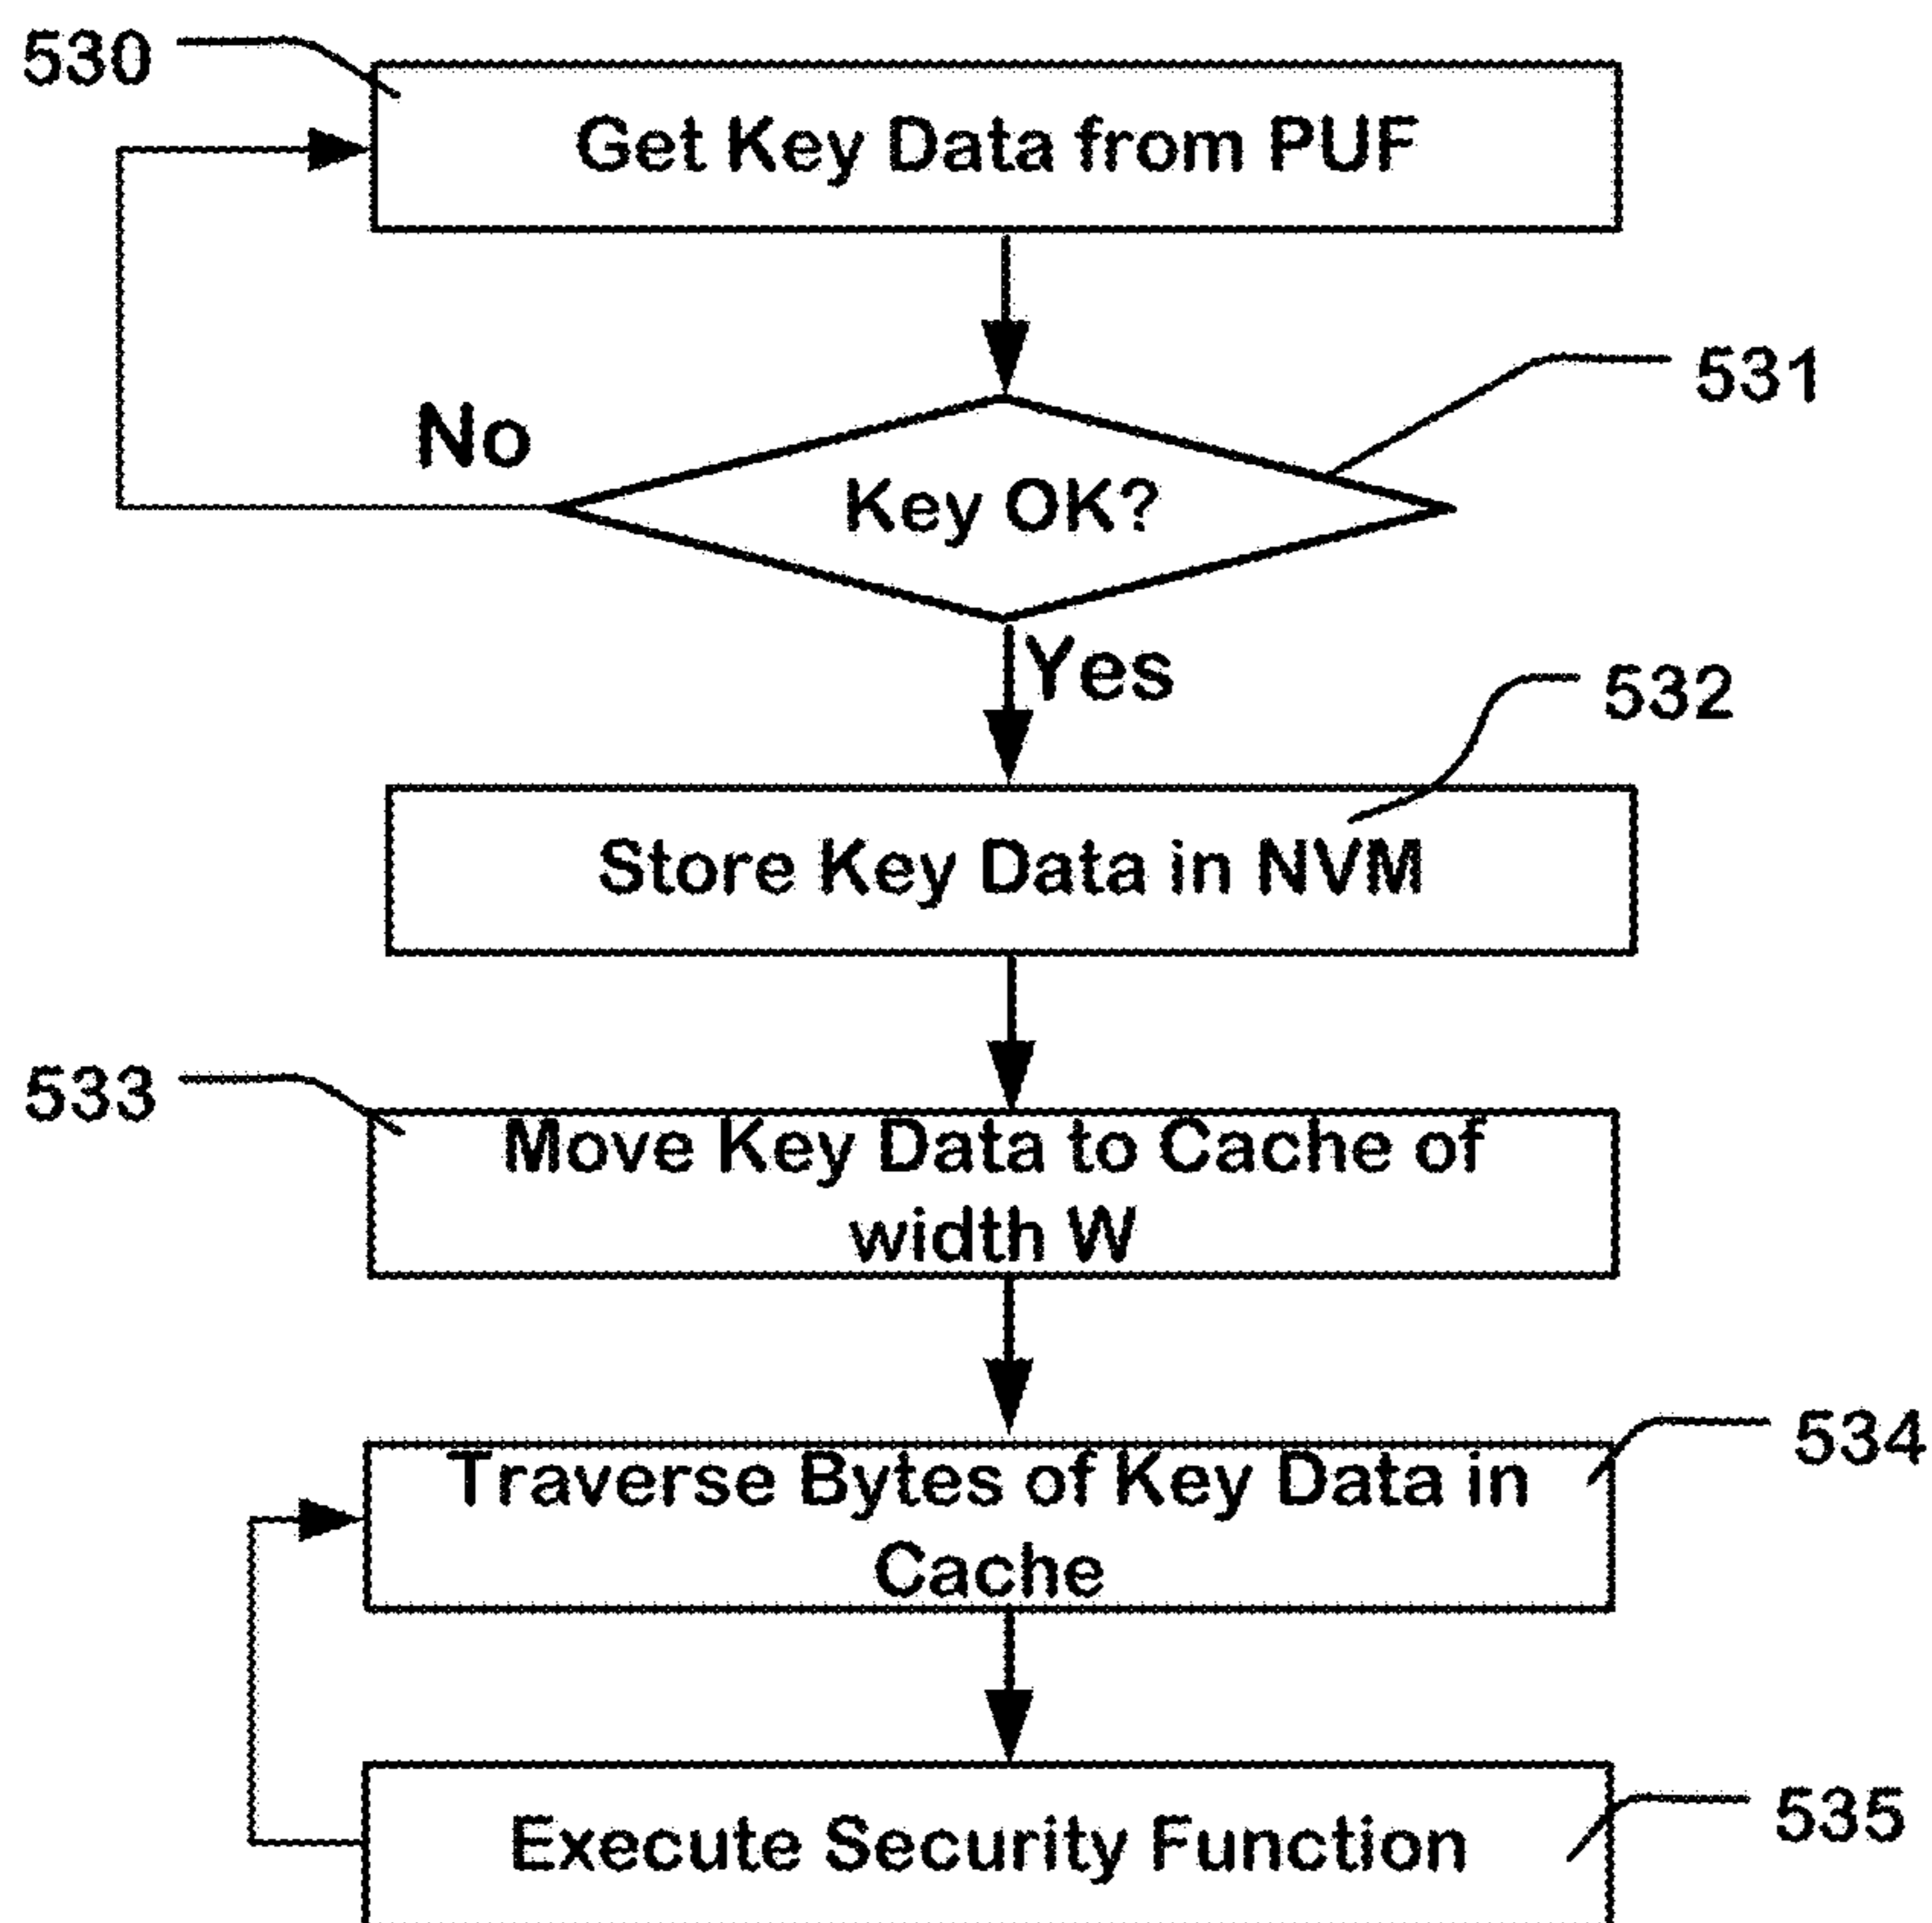 530
Get Key Data from PUF
531
No
Key OK?
Yes
532
Store Key Data in NVM
533
Move Key Data to Cache of
width W
534
Traverse Bytes of Key Data in
Cache
535
Execute Security Function